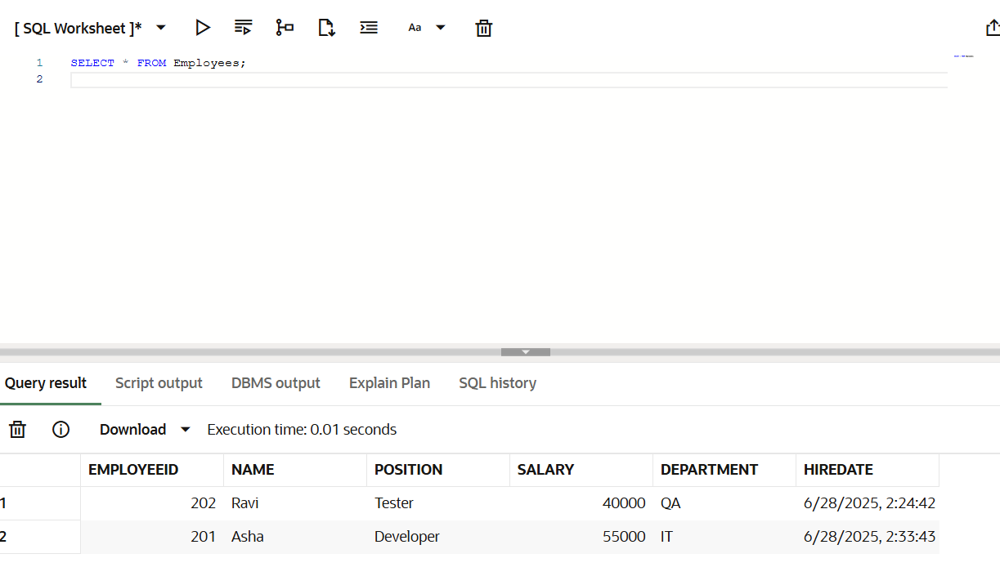 [ SQL Worksheet ]* Aa
1 SELECT * FROM Employees;
2
Query result Script output DBMS output Explain Plan SQL history
Download Execution time: 0.01 seconds
EMPLOYEEID NAME POSITION SALARY DEPARTMENT HIREDATE
1 202 Ravi Tester 40000 QA 6/28/2025, 2:24:42
2 201 Asha Developer 55000 IT 6/28/2025, 2:33:43